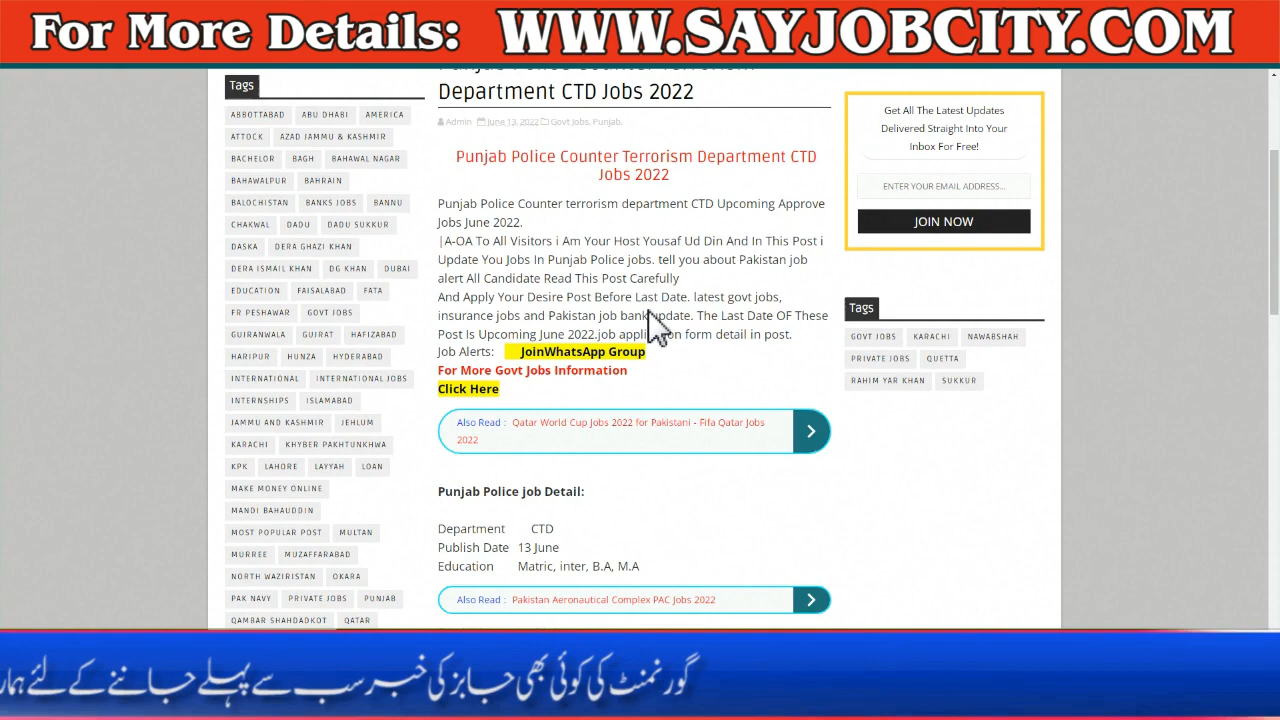 For More Details: WWW.SAYJOBCITY.COM
Tags
ABBOTTABAD ABU DHABI AMERICA
ATTOCK AZAD JAMMU & KASHMIR
BACHELOR BAGH BAHAWAL NAGAR
BAHAWALPUR BAHRAIN
BALOCHISTAN BANKS JOBS BANNU
CHAKWAL DADU DADU SUKKUR
DASKA DERA GHAZI KHAN
DERA ISMAIL KHAN DG KHAN DUBAI
EDUCATION FAISALABAD FATA
FR PESHAWAR GOVT JOBS
GUJRANWALA GUJRAT HAFIZABAD
HARIPUR HUNZA HYDERABAD
INTERNATIONAL INTERNATIONAL JOBS
INTERNSHIPS ISLAMABAD
JAMMU AND KASHMIR JEHLUM
KARACHI KHYBER PAKHTUNKHWA
KPK LAHORE LAYYAH LOAN
MAKE MONEY ONLINE
MANDI BAHAUDDIN
MOST POPULAR POST MULTAN
MURREE MUZAFFARABAD
NORTH WAZIRISTAN OKARA
PAK NAVY PRIVATE JOBS PUNJAB
QAMBAR SHAHDADKOT QATAR
Punjab Police Counter Terrorism
Department CTD Jobs 2022
Admin June 13, 2022 Govt Jobs, Punjab,
Punjab Police Counter Terrorism Department CTD
Jobs 2022
Punjab Police Counter terrorism department CTD Upcoming Approve
Jobs June 2022.
|A-OA To All Visitors i Am Your Host Yousaf Ud Din And In This Post i
Update You Jobs In Punjab Police jobs. tell you about Pakistan job
alert All Candidate Read This Post Carefully
And Apply Your Desire Post Before Last Date. latest govt jobs,
insurance jobs and Pakistan job bank update. The Last Date OF These
Post Is Upcoming June 2022.job application form detail in post.
Job Alerts: JoinWhatsApp Group
For More Govt Jobs Information
Click Here
Also Read : Qatar World Cup Jobs 2022 for Pakistani - Fifa Qatar Jobs
2022
Punjab Police job Detail:
Department CTD
Publish Date 13 June
Education Matric, inter, B.A, M.A
Also Read : Pakistan Aeronautical Complex PAC Jobs 2022
Get All The Latest Updates
Delivered Straight Into Your
Inbox For Free!
ENTER YOUR EMAIL ADDRESS...
JOIN NOW
Tags
GOVT JOBS KARACHI NAWABSHAH
PRIVATE JOBS QUETTA
RAHIM YAR KHAN SUKKUR
گورنمنٹ کی کوئی بھی جابز کی خبر سب سے پہلے جاننے کے لئے ہمار